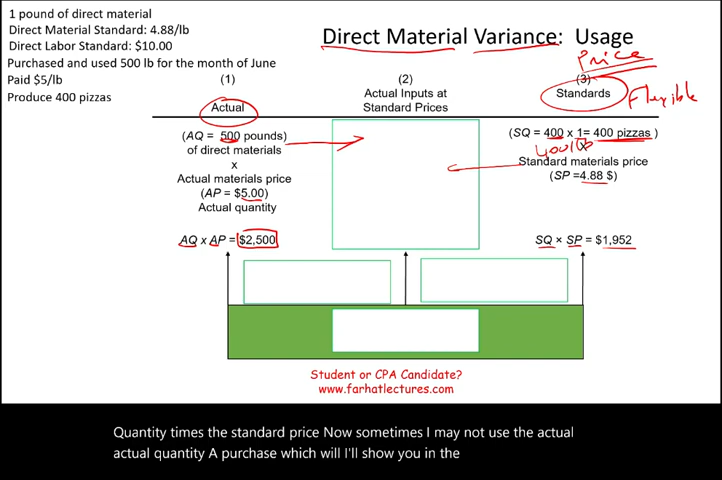 1 pound of direct material
Direct Material Standard: 4.88/lb
Direct Labor Standard: $10.00
Purchased and used 500 lb for the month of June
Paid $5/lb
Produce 400 pizzas
Direct Material Variance: Usage
Price
(1)
Actual
(2)
Actual Inputs at
Standard Prices
(3)
Standards
Flexible
(AQ = 500 pounds)
of direct materials
x
Actual materials price
(AP = $5.00)
Actual quantity
(SQ = 400 x 1= 400 pizzas )
400 lb
x
Standard materials price
(SP =4.88 $)
AQ x AP = $2,500
SQ × SP = $1,952
Student or CPA Candidate?
www.farhatlectures.com
Quantity times the standard price Now sometimes I may not use the actual
actual quantity A purchase which will I'll show you in the